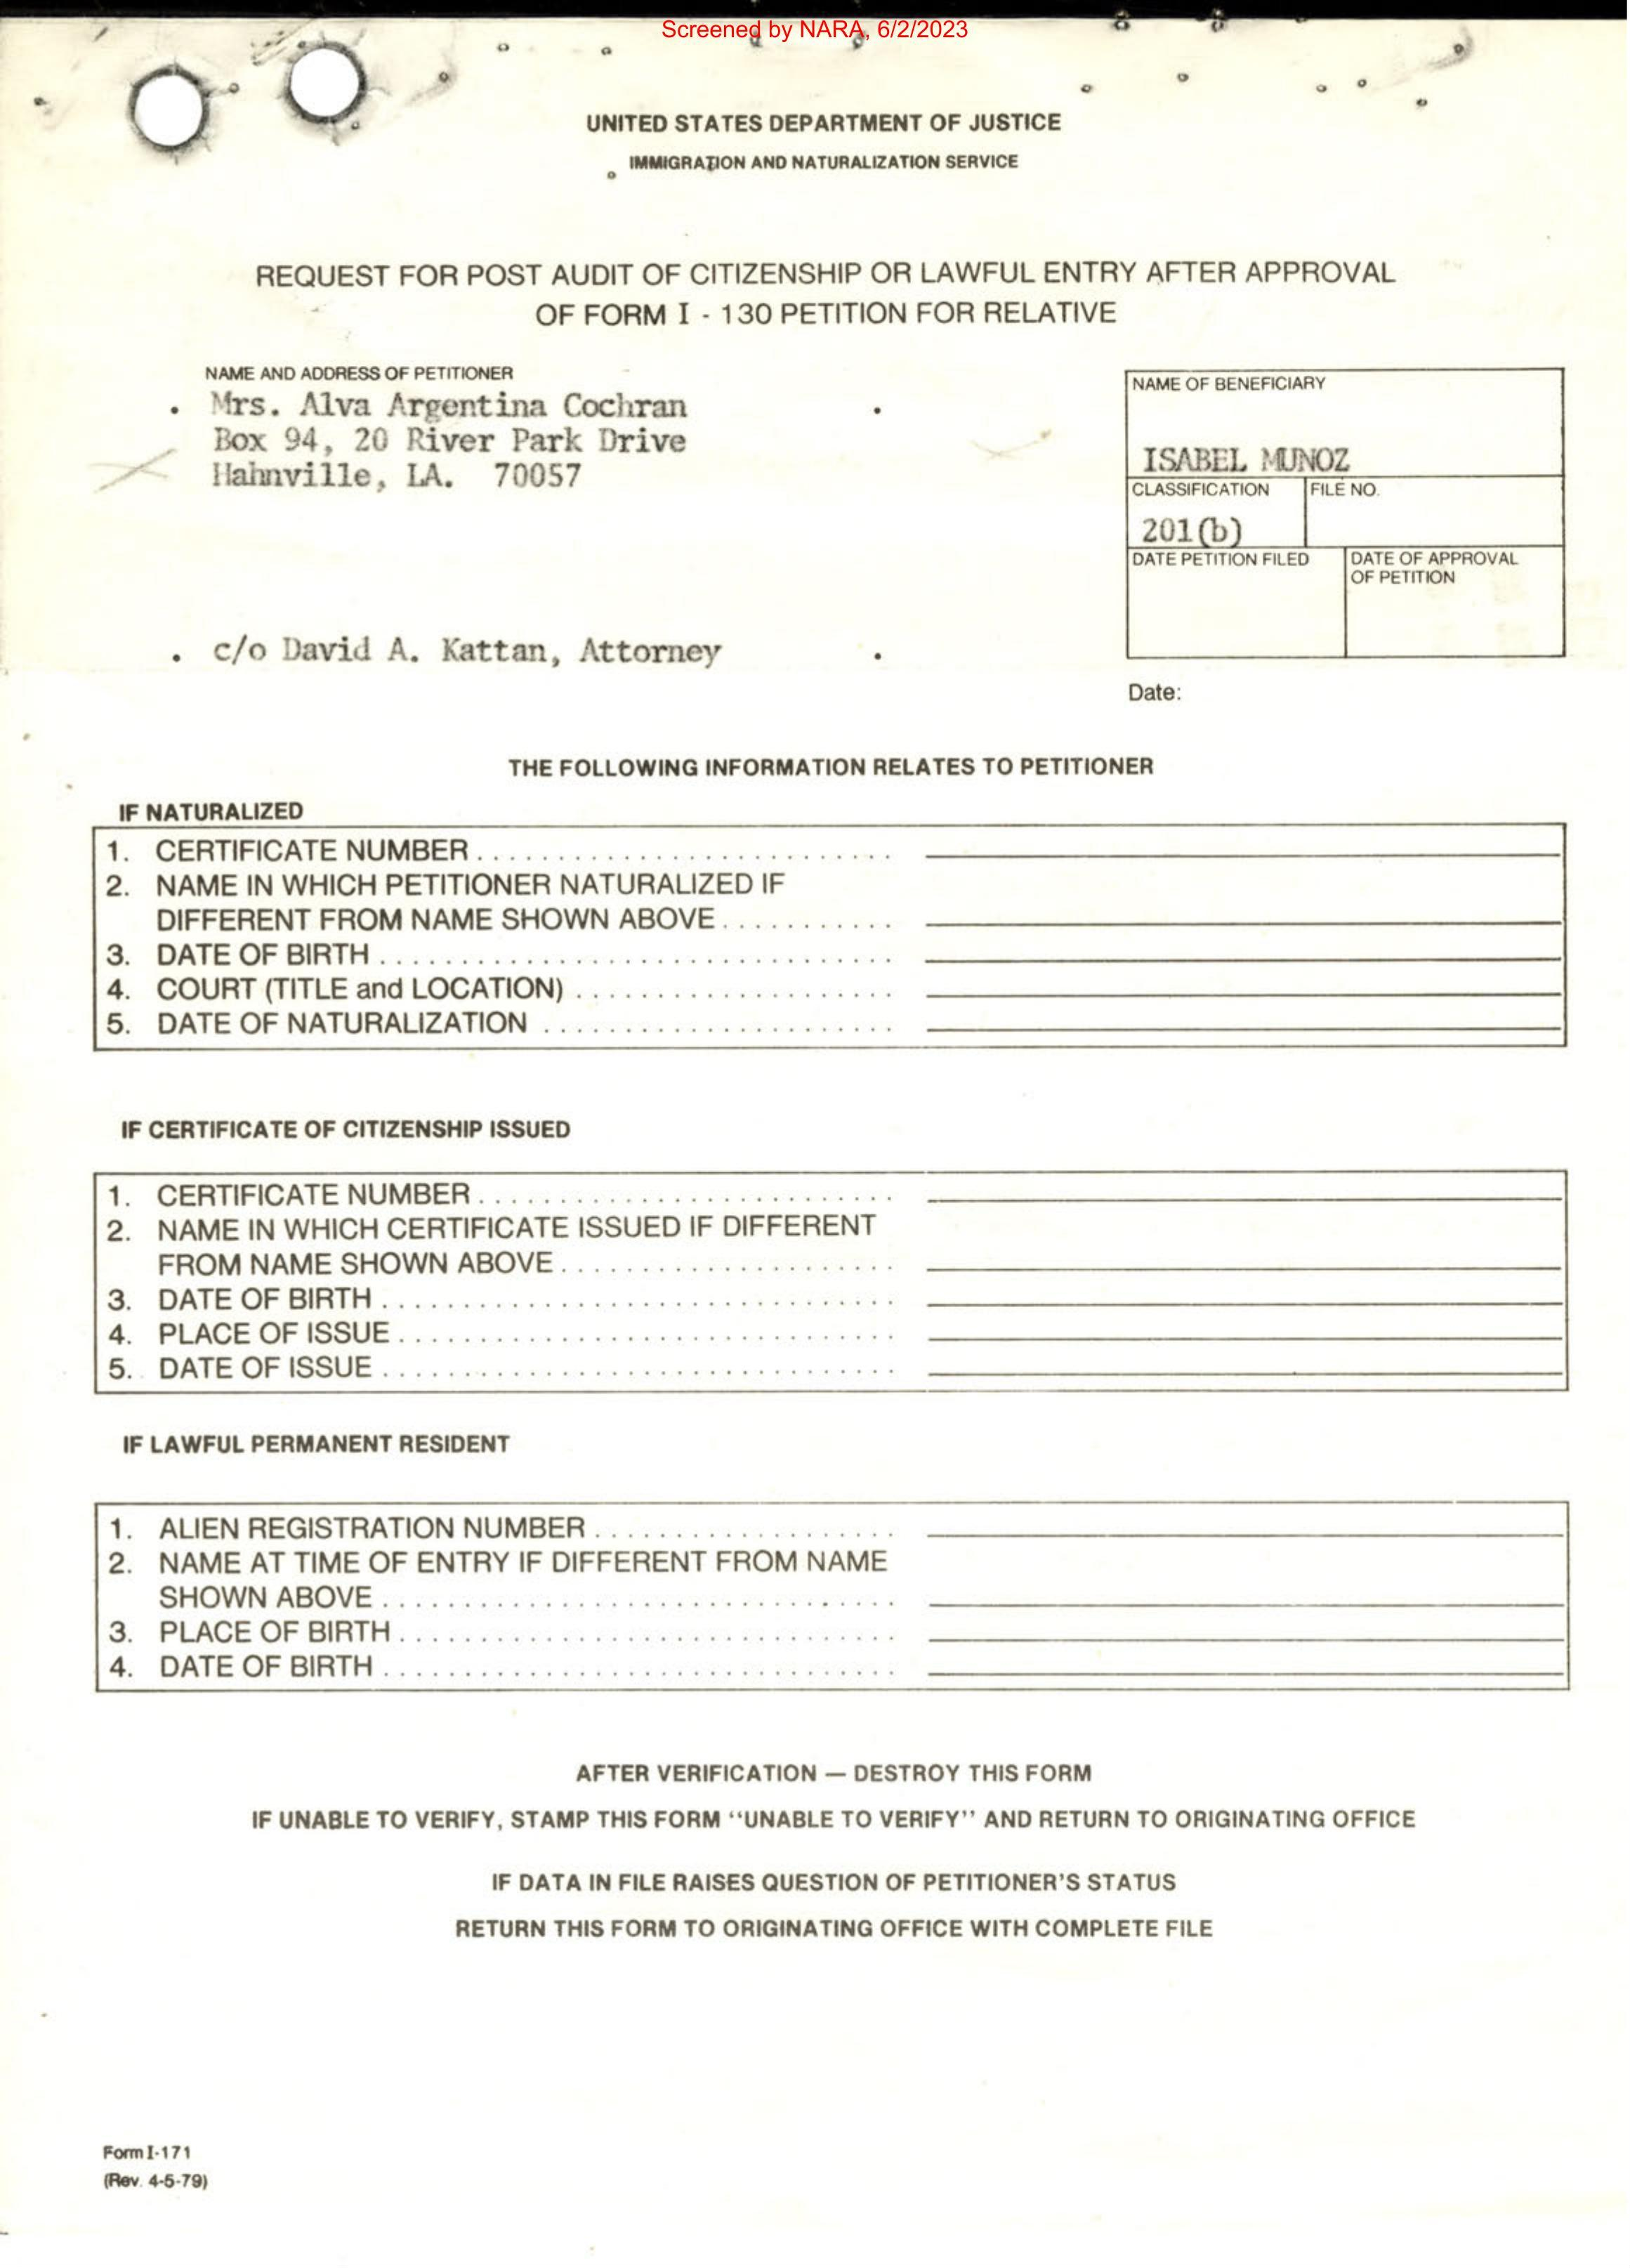 Screened by NARA, 6/2/2023
UNITED STATES DEPARTMENT OF JUSTICE
IMMIGRATION AND NATURALIZATION SERVICE
REQUEST FOR POST AUDIT OF CITIZENSHIP OR LAWFUL ENTRY AFTER APPROVAL
OF FORM I - 130 PETITION FOR RELATIVE
NAME AND ADDRESS OF PETITIONER
Mrs. Alva Argentina Cochran
Box 94, 20 River Park Drive
Hahnville, LA. 70057
c/o David A. Kattan, Attorney
NAME OF BENEFICIARY
ISABEL MUNOZ
CLASSIFICATION
201(b)
FILE NO.
DATE PETITION FILED
DATE OF APPROVAL
OF PETITION
Date:
THE FOLLOWING INFORMATION RELATES TO PETITIONER
IF NATURALIZED
1. CERTIFICATE NUMBER
2. NAME IN WHICH PETITIONER NATURALIZED IF
DIFFERENT FROM NAME SHOWN ABOVE
3. DATE OF BIRTH
4. COURT (TITLE and LOCATION)
5. DATE OF NATURALIZATION
IF CERTIFICATE OF CITIZENSHIP ISSUED
1. CERTIFICATE NUMBER
2. NAME IN WHICH CERTIFICATE ISSUED IF DIFFERENT
FROM NAME SHOWN ABOVE
3. DATE OF BIRTH
4. PLACE OF ISSUE
5. DATE OF ISSUE
IF LAWFUL PERMANENT RESIDENT
1. ALIEN REGISTRATION NUMBER
2. NAME AT TIME OF ENTRY IF DIFFERENT FROM NAME
SHOWN ABOVE
3. PLACE OF BIRTH
4. DATE OF BIRTH
AFTER VERIFICATION — DESTROY THIS FORM
IF UNABLE TO VERIFY, STAMP THIS FORM "UNABLE TO VERIFY" AND RETURN TO ORIGINATING OFFICE
IF DATA IN FILE RAISES QUESTION OF PETITIONER'S STATUS
RETURN THIS FORM TO ORIGINATING OFFICE WITH COMPLETE FILE
Form I-171
(Rev. 4-5-79)